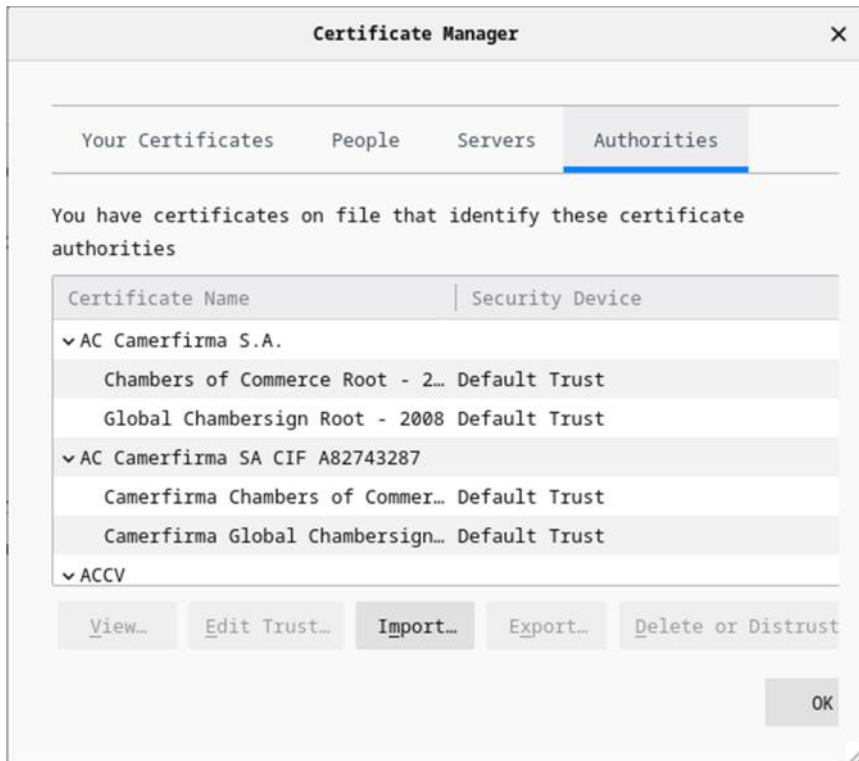 Certificate Manager
Your Certificates People Servers Authorities
You have certificates on file that identify these certificate
authorities
Certificate Name Security Device
AC Camerfirma S.A.
Chambers of Commerce Root - 2… Default Trust
Global Chambersign Root - 2008 Default Trust
AC Camerfirma SA CIF A82743287
Camerfirma Chambers of Commer… Default Trust
Camerfirma Global Chambersign… Default Trust
ACCV
View… Edit Trust… Import… Export… Delete or Distrust
OK